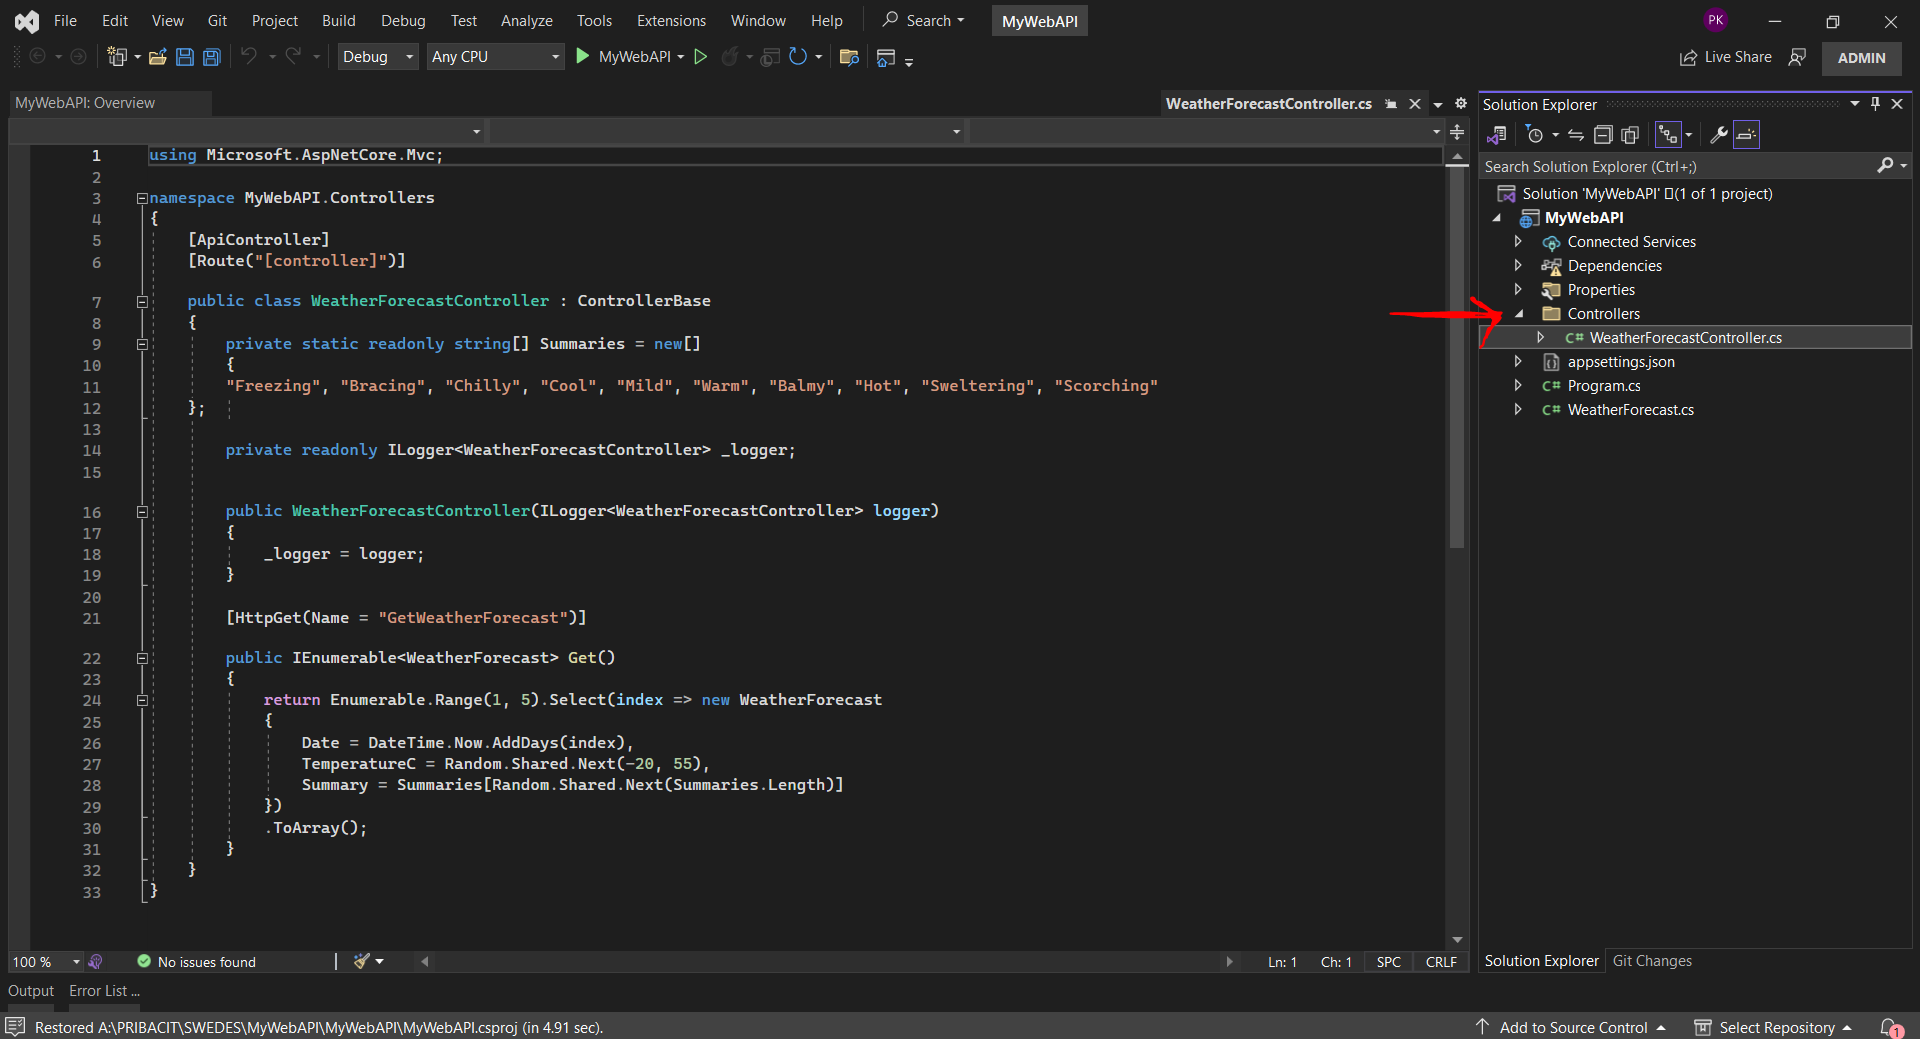 File Edit View Git Project Build Debug Test Analyze Tools Extensions Window Help Search MyWebAPI PK
Debug Any CPU MyWebAPI Live Share ADMIN
MyWebAPI: Overview WeatherForecastController.cs
1 using Microsoft.AspNetCore.Mvc;
2
3 namespace MyWebAPI.Controllers
4 {
5 [ApiController]
6 [Route("[controller]")]
7 public class WeatherForecastController : ControllerBase
8 {
9 private static readonly string[] Summaries = new[]
10 {
11 "Freezing", "Bracing", "Chilly", "Cool", "Mild", "Warm", "Balmy", "Hot", "Sweltering", "Scorching"
12 };
13
14 private readonly ILogger<WeatherForecastController> _logger;
15
16 public WeatherForecastController(ILogger<WeatherForecastController> logger)
17 {
18 _logger = logger;
19 }
20
21 [HttpGet(Name = "GetWeatherForecast")]
22 public IEnumerable<WeatherForecast> Get()
23 {
24 return Enumerable.Range(1, 5).Select(index => new WeatherForecast
25 {
26 Date = DateTime.Now.AddDays(index),
27 TemperatureC = Random.Shared.Next(-20, 55),
28 Summary = Summaries[Random.Shared.Next(Summaries.Length)]
29 })
30 .ToArray();
31 }
32 }
33 }
100 % No issues found Ln: 1 Ch: 1 SPC CRLF
Solution Explorer
Search Solution Explorer (Ctrl+;)
Solution 'MyWebAPI' (1 of 1 project)
MyWebAPI
Connected Services
Dependencies
Properties
Controllers
C# WeatherForecastController.cs
appsettings.json
C# Program.cs
C# WeatherForecast.cs
Solution Explorer Git Changes
Output Error List ...
Restored A:\PRIBACIT\SWEDES\MyWebAPI\MyWebAPI\MyWebAPI.csproj (in 4.91 sec). Add to Source Control Select Repository 1